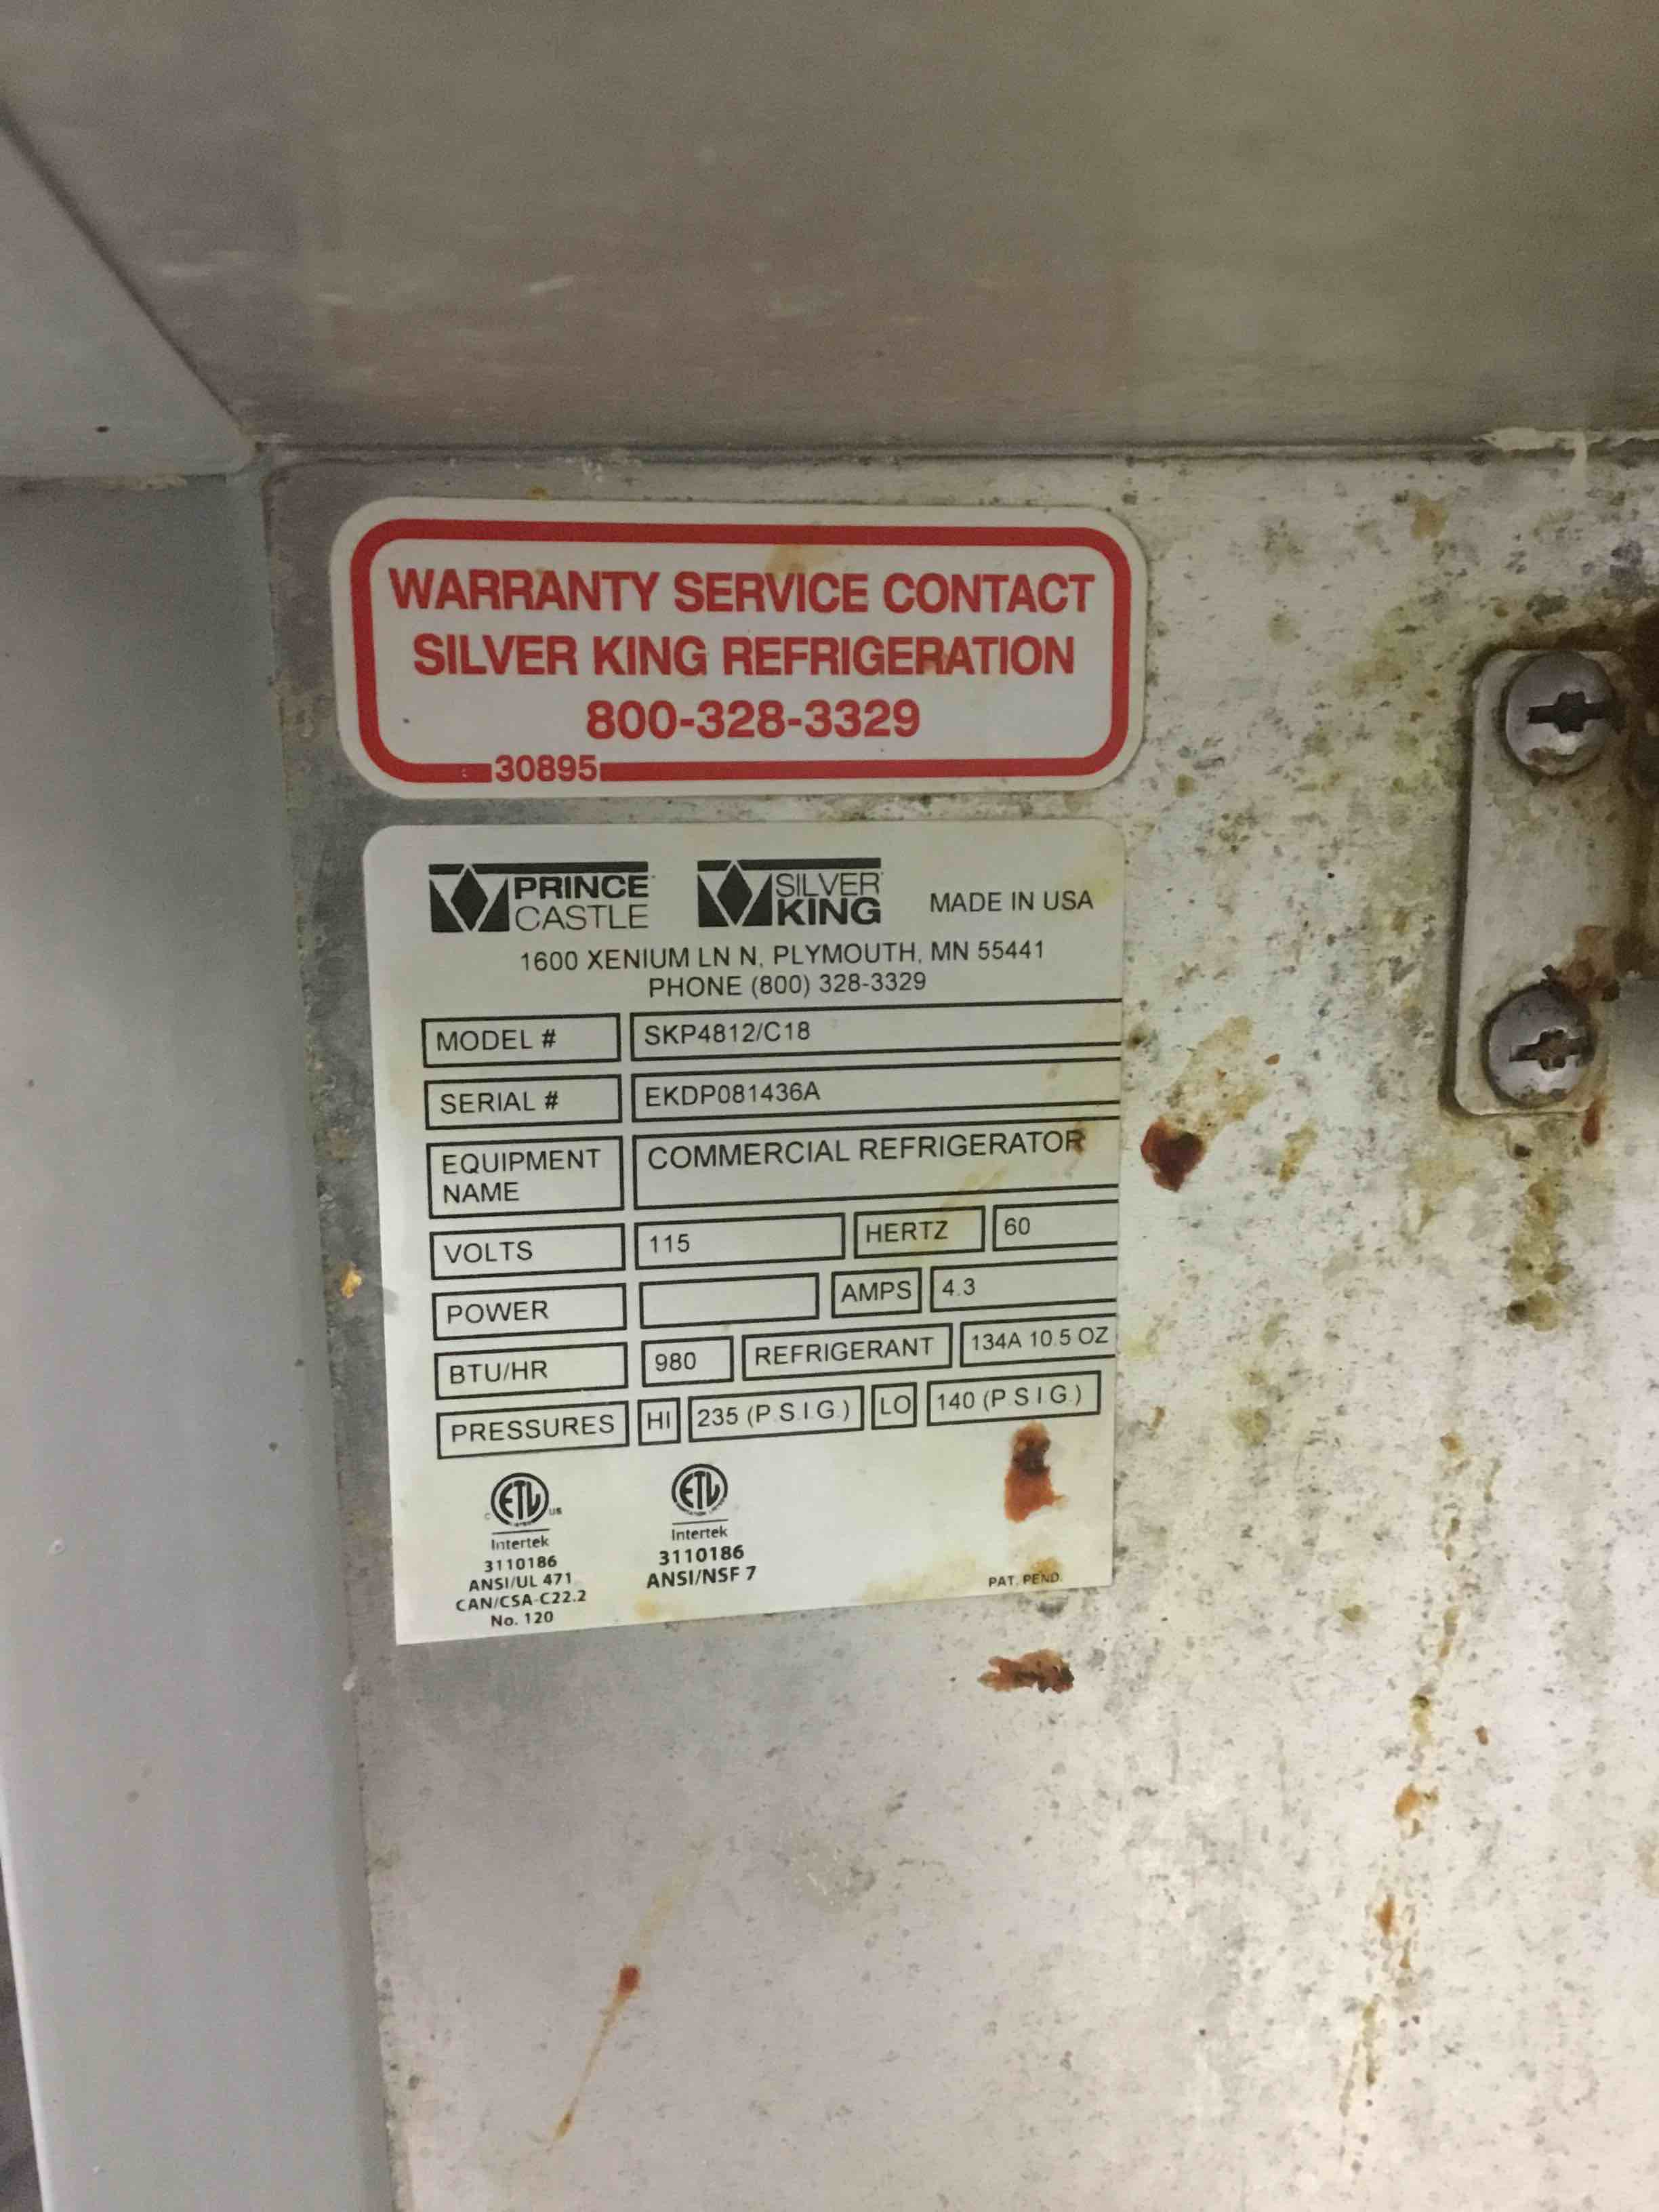 WARRANTY SERVICE CONTACT
SILVER KING REFRIGERATION
800-328-3329
30895
PRINCE CASTLE SILVER KING MADE IN USA
1600 XENIUM LN N, PLYMOUTH, MN 55441
PHONE (800) 328-3329
MODEL # SKP4812/C18
SERIAL # EKDP081436A
EQUIPMENT NAME COMMERCIAL REFRIGERATOR
VOLTS 115 HERTZ 60
POWER AMPS 4.3
BTU/HR 980 REFRIGERANT 134A 10.5 OZ
PRESSURES HI 235 (P.S.I.G.) LO 140 (P.S.I.G.)
C ETL US ETL
Intertek Intertek
3110186 3110186
ANSI/UL 471 ANSI/NSF 7
CAN/CSA-C22.2
No. 120
PAT. PEND.